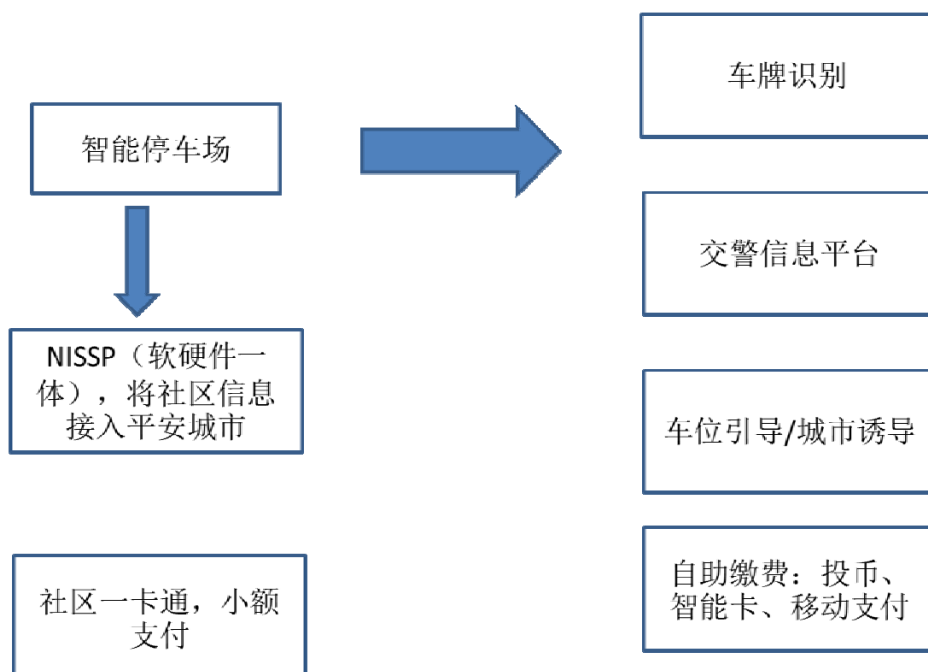 智能停车场
NISSP（软硬件一
体），将社区信息
接入平安城市
社区一卡通，小额
支付
车牌识别
交警信息平台
车位引导/城市诱导
自助缴费：投币、
智能卡、移动支付